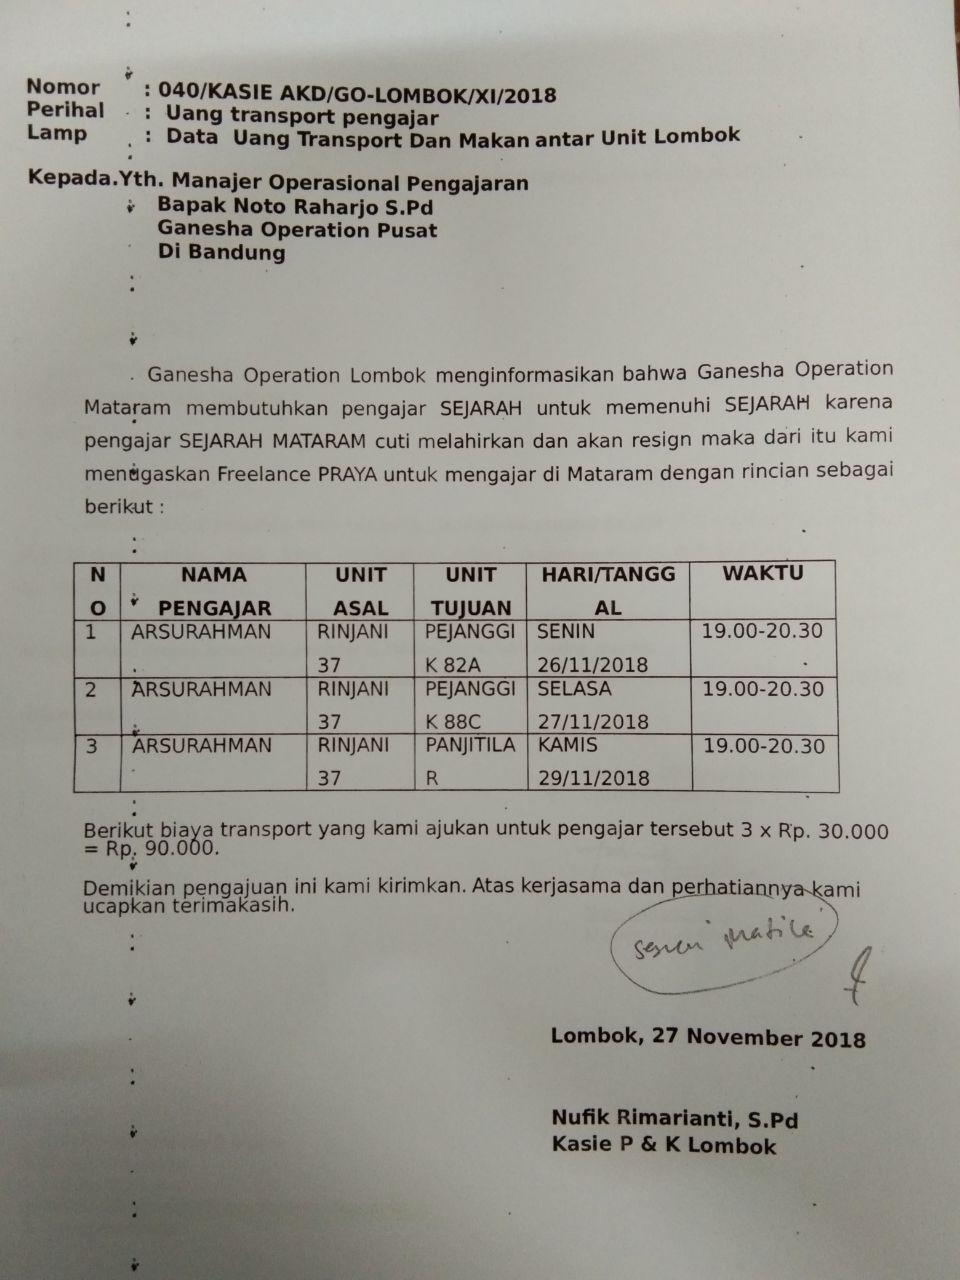 Nomor : 040/KASIE AKD/GO-LOMBOK/XI/2018
Perihal : Uang transport pengajar
Lamp : Data Uang Transport Dan Makan antar Unit Lombok
Kepada.Yth. Manajer Operasional Pengajaran
Bapak Noto Raharjo S.Pd
Ganesha Operation Pusat
Di Bandung
Ganesha Operation Lombok menginformasikan bahwa Ganesha Operation
Mataram membutuhkan pengajar SEJARAH untuk memenuhi SEJARAH karena
pengajar SEJARAH MATARAM cuti melahirkan dan akan resign maka dari itu kami
menugaskan Freelance PRAYA untuk mengajar di Mataram dengan rincian sebagai
berikut :
N NAMA UNIT UNIT HARI/TANGG WAKTU
O PENGAJAR ASAL TUJUAN AL
1 ARSURAHMAN RINJANI PEJANGGI SENIN 19.00-20.30
37 K 82A 26/11/2018
2 ARSURAHMAN RINJANI PEJANGGI SELASA 19.00-20.30
37 K 88C 27/11/2018
3 ARSURAHMAN RINJANI PANJITILA KAMIS 19.00-20.30
37 R 29/11/2018
Berikut biaya transport yang kami ajukan untuk pengajar tersebut 3 x Rp. 30.000
= Rp. 90.000.
Demikian pengajuan ini kami kirimkan. Atas kerjasama dan perhatiannya kami
ucapkan terimakasih.
Lombok, 27 November 2018
Nufik Rimarianti, S.Pd
Kasie P & K Lombok